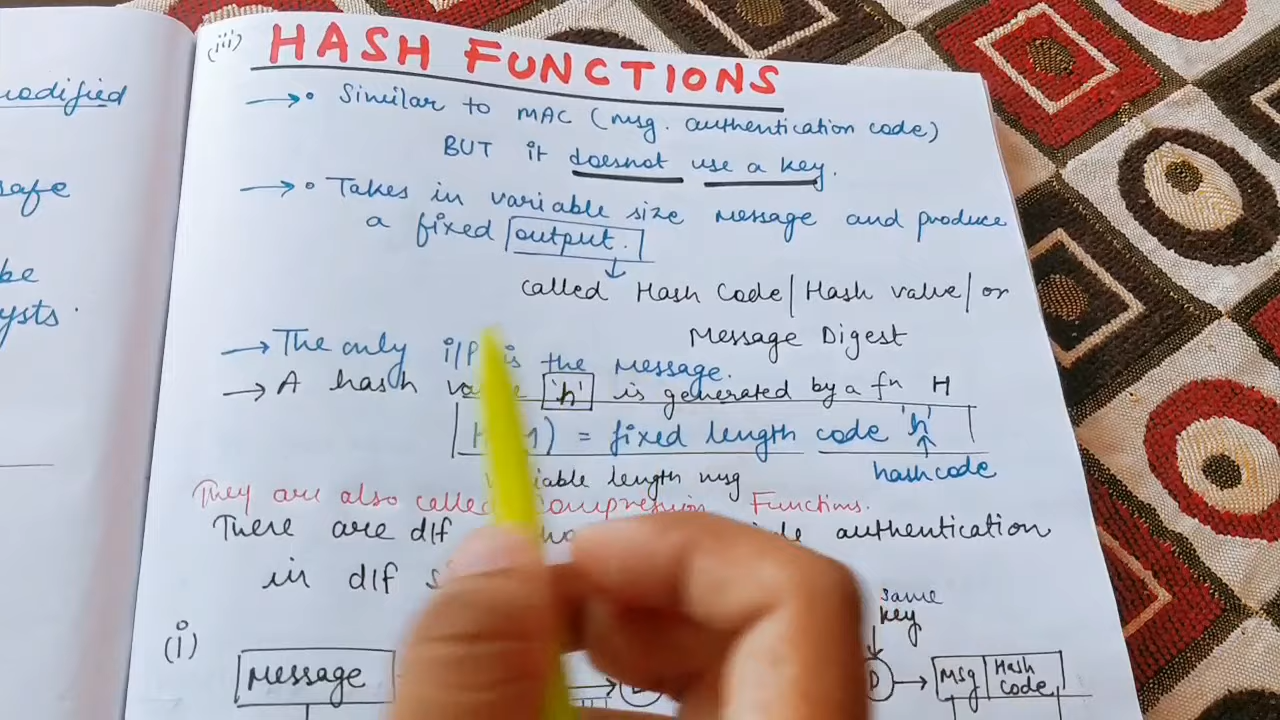 modified
safe
be
ysts.
(iii) HASH FUNCTIONS
→ • Similar to MAC (msg. authentication code)
BUT it doesnot use a key.
→ • Takes in variable size message and produce
a fixed output.
↓
called Hash Code | Hash value | or
Message Digest
→ The only i/p is the message.
→ A hash value 'h' is generated by a fn H
H M) = fixed length code 'h'
↑
variable length msg hashcode
They are also called Compression Functions.
There are dIf authentication
in dIf
(i)
same
key
↓
Message
D → Msg | Hash
Code